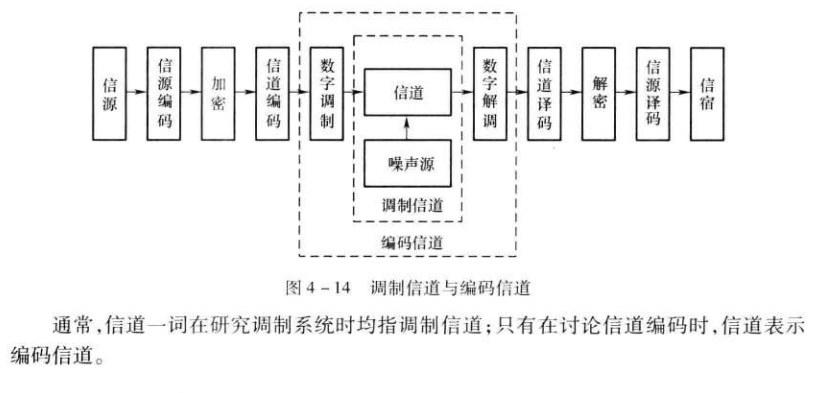 信源
信源编码
加密
信道编码
数字调制
信道
噪声源
调制信道
编码信道
数字解调
信道译码
解密
信源译码
信宿
图4-14 调制信道与编码信道
通常,信道一词在研究调制系统时均指调制信道;只有在讨论信道编码时,信道表示
编码信道。